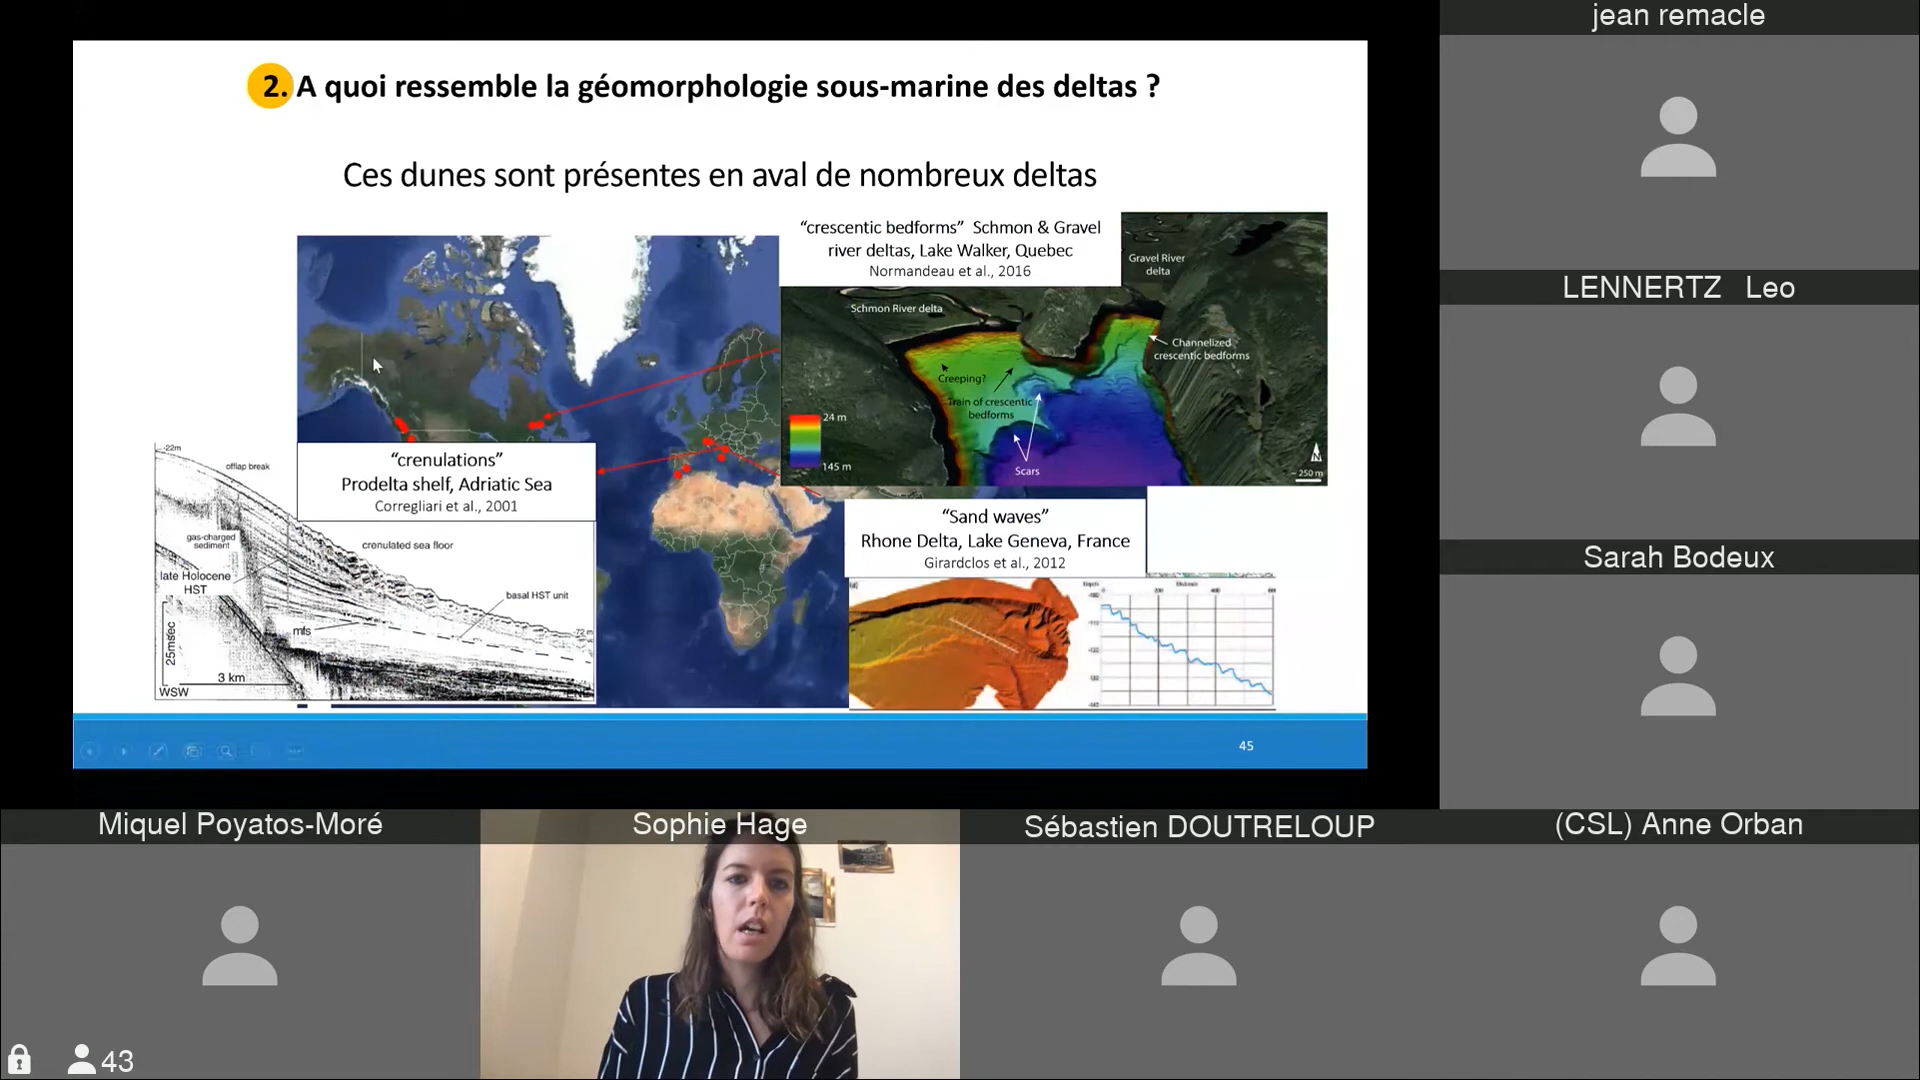 jean remacle
2. A quoi ressemble la géomorphologie sous-marine des deltas ?
Ces dunes sont présentes en aval de nombreux deltas
“crescentic bedforms” Schmon & Gravel
river deltas, Lake Walker, Quebec
Normandeau et al., 2016
Gravel River
delta
Schmon River delta
Channelized
crescentic bedforms
Creeping?
Train of crescentic
bedforms
24 m
145 m
Scars
N
~ 250 m
“crenulations”
Prodelta shelf, Adriatic Sea
Corregliari et al., 2001
-22m
offlap break
gas-charged
sediment
crenulated sea floor
late Holocene
HST
basal HST unit
mfs
-72 m
25msec
3 km
WSW
“Sand waves”
Rhone Delta, Lake Geneva, France
Girardclos et al., 2012
45
LENNERTZ Leo
Sarah Bodeux
Miquel Poyatos-Moré
Sophie Hage
Sébastien DOUTRELOUP
(CSL) Anne Orban
43